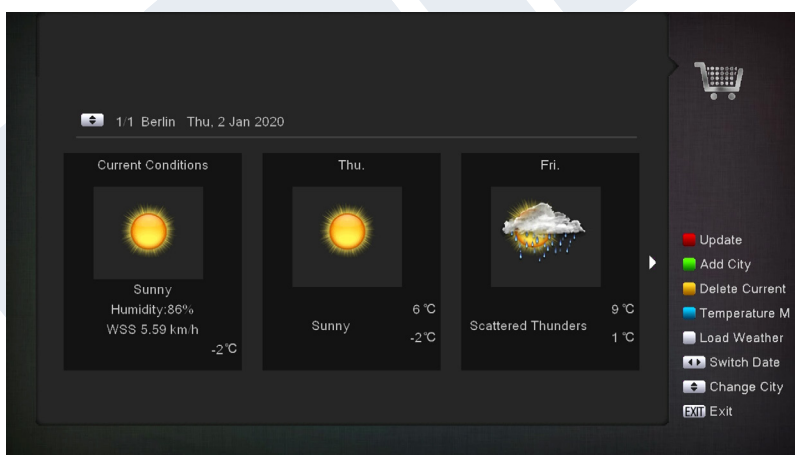 1/1 Berlin Thu, 2 Jan 2020
Current Conditions
Sunny
Humidity:86%
WSS 5.59 km/h
-2°C
Thu.
6 °C
Sunny
-2°C
Fri.
9 °C
Scattered Thunders
1 °C
Update
Add City
Delete Current
Temperature M
Load Weather
Switch Date
Change City
EXIT Exit